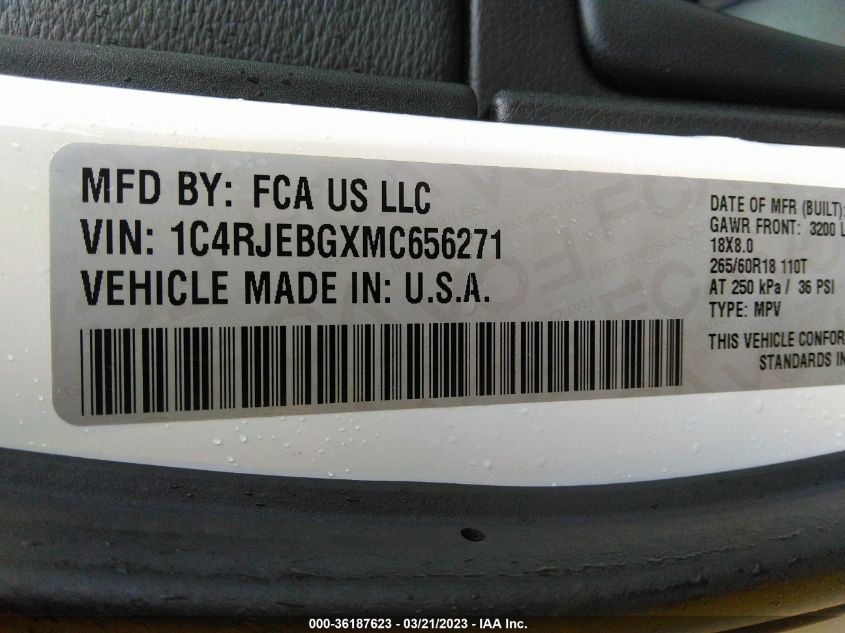 MFD BY: FCA US LLC
VIN: 1C4RJEBGXMC656271
VEHICLE MADE IN: U.S.A.
DATE OF MFR (BUILT):
GAWR FRONT: 3200 L
18X8.0
265/60R18 110T
AT 250 kPa / 36 PSI
TYPE: MPV
THIS VEHICLE CONFOR
STANDARDS IN
000-36187623 - 03/21/2023 - IAA Inc.